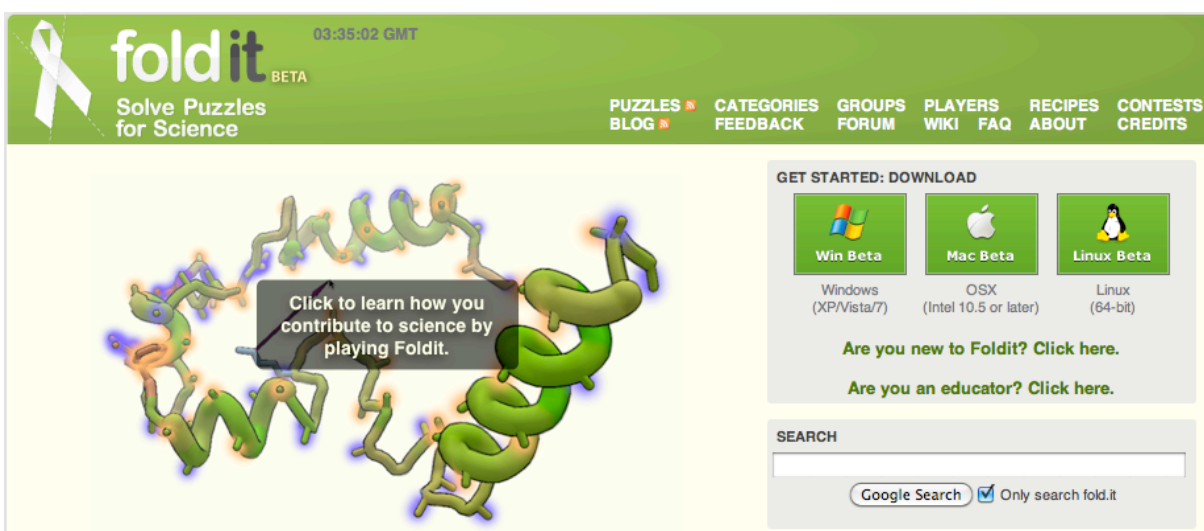 03:35:02 GMT
foldit BETA
Solve Puzzles
for Science
PUZZLES CATEGORIES GROUPS PLAYERS RECIPES CONTESTS
BLOG FEEDBACK FORUM WIKI FAQ ABOUT CREDITS
Click to learn how you
contribute to science by
playing Foldit.
GET STARTED: DOWNLOAD
Win Beta Mac Beta Linux Beta
Windows OSX Linux
(XP/Vista/7) (Intel 10.5 or later) (64-bit)
Are you new to Foldit? Click here.
Are you an educator? Click here.
SEARCH
Google Search Only search fold.it